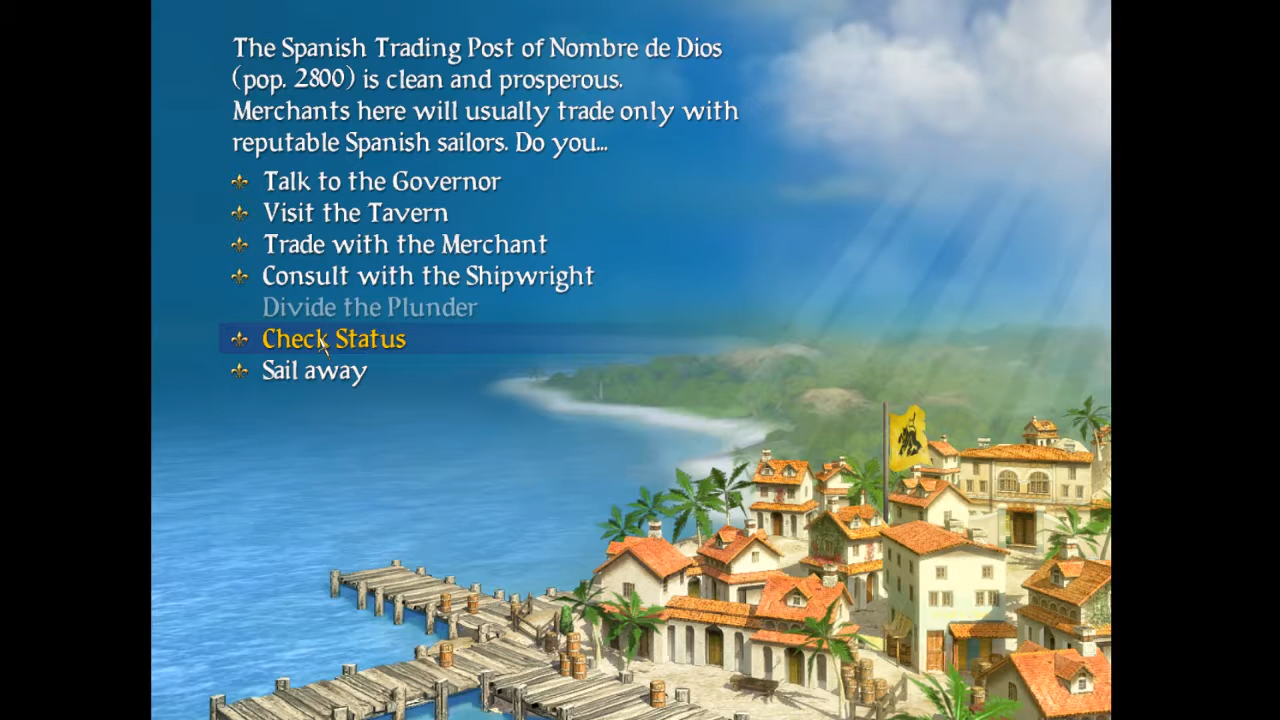 The Spanish Trading Post of Nombre de Dios
(pop. 2800) is clean and prosperous.
Merchants here will usually trade only with
reputable Spanish sailors. Do you...
Talk to the Governor
Visit the Tavern
Trade with the Merchant
Consult with the Shipwright
Divide the Plunder
Check Status
Sail away